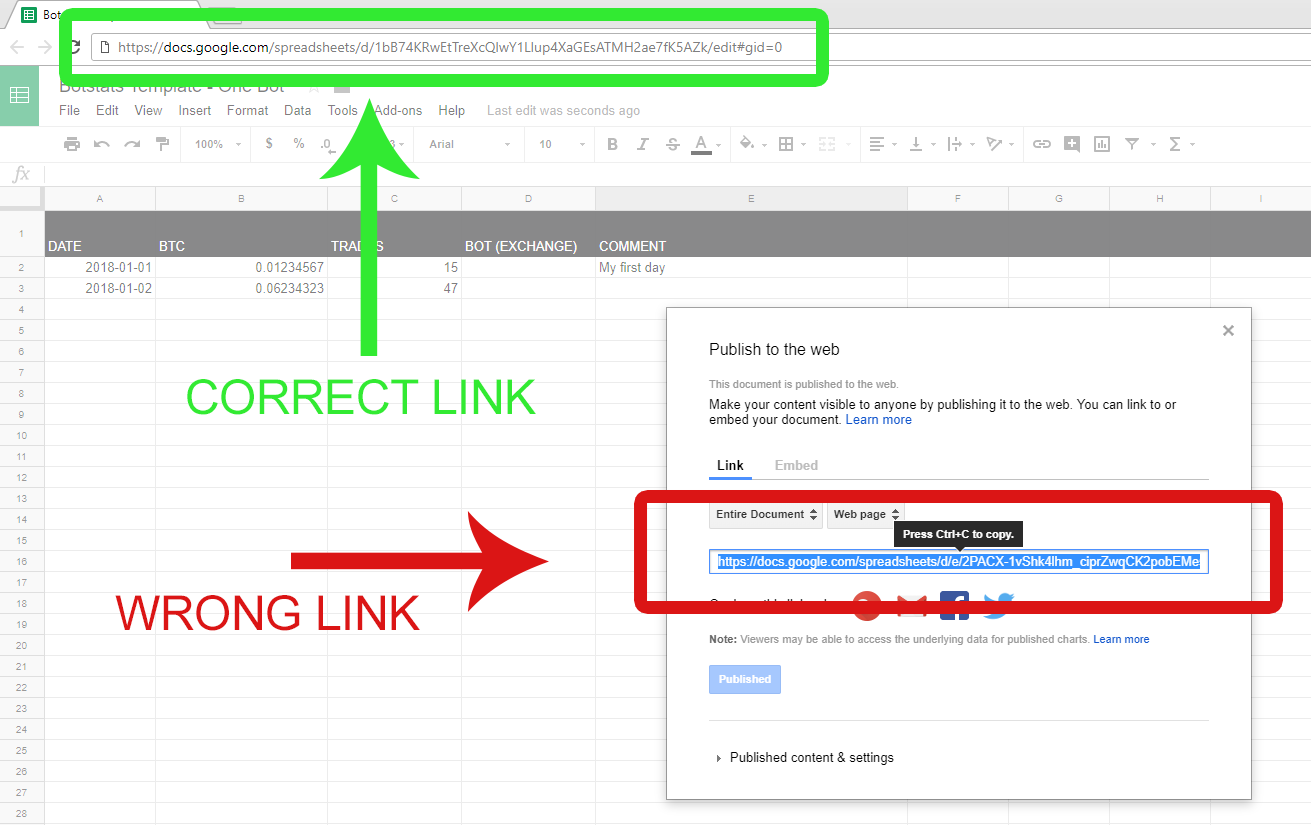 Bot
https://docs.google.com/spreadsheets/d/1bB74KRwEtTreXcQlwY1Llup4XaGEsATMH2ae7fK5AZk/edit#gid=0
Botstats Template - One Bot
File Edit View Insert Format Data Tools Add-ons Help Last edit was seconds ago
100% $ % .0 Arial 10 B I S A
fx
A B C D E F G H I
1 DATE BTC TRADES BOT (EXCHANGE) COMMENT
2 2018-01-01 0.01234567 15 My first day
3 2018-01-02 0.06234323 47
4
5
6
7
8
9
10
11
12
13
14
15
16
17
18
19
20
21
22
23
24
25
26
27
28
CORRECT LINK
WRONG LINK
Publish to the web
This document is published to the web.
Make your content visible to anyone by publishing it to the web. You can link to or
embed your document. Learn more
Link Embed
Entire Document Web page
Press Ctrl+C to copy.
https://docs.google.com/spreadsheets/d/e/2PACX-1vShk4lhm_ciprZwqCK2pobEMe
Note: Viewers may be able to access the underlying data for published charts. Learn more
Published
Published content & settings